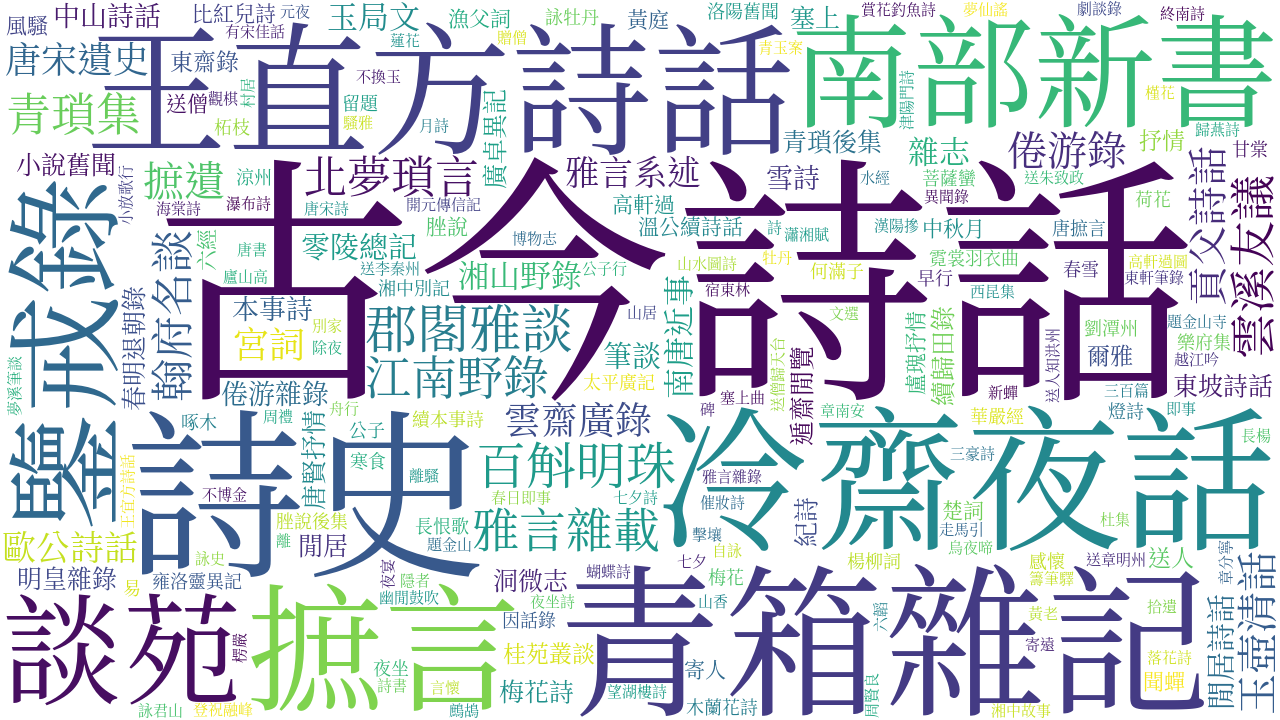 中山詩話
比紅兒詩
元夜
玉局文
漁父詞
詠牡丹
黃庭
洛陽舊聞
塞上
賞花釣魚詩
夢仙謠
劇談錄
終南詩
風騷
有宋佳話
蓮花
贈僧
青玉案
王直方詩話
南部新書
唐宋遺史
東齋錄
不換玉
村居
津陽門詩
槿花
青瑣集
送僧
觀棋
留題
騷雅
月詩
柘枝
廣卓異記
青瑣後集
倦游錄
抒情
歸燕詩
小說舊聞
摭遺
涼州
北夢瑣言
雅言系述
雪詩
雜志
菩薩蠻
送朱致政
甘棠
貢父詩話
小放歌行
海棠詩
瀑布詩
唐宋詩
開元傳信記
高軒過
水經
異聞錄
荷花
鑒戒錄
古今詩話
雲溪友議
翰府名談
六經
唐書
零陵總記
脞說
博物志
溫公續詩話
詩
瀟湘賦
漢陽摻
中秋月
唐摭言
廬山高
送李秦州
湘中別記
湘山野錄
公子行
山水圖詩
牡丹
何滿子
霓裳羽衣曲
高軒過圖
早行
春雪
東軒筆錄
春明退朝錄
本事詩
別家
郡閣雅談
山居
南唐近事
宿東林
文選
西昆集
題金山寺
宮詞
除夜
筆談
盧瑰抒情
續歸田錄
劉潭州
樂府集
夢溪筆談
江南野錄
太平廣記
送僧歸天台
遁齋閒覽
新蟬
送人知洪州
爾雅
越江吟
倦游雜錄
舟行
碑
塞上曲
三百篇
東坡詩話
啄木
周禮
公子
續本事詩
雲齋廣錄
章南安
華嚴經
燈詩
即事
長楊
詩史
唐賢抒情
寒食
離騷
百斛明珠
冷齋夜話
三豪詩
王宜方詩話
不博金
春日即事
七夕詩
雅言雜錄
催妝詩
紀詩
楚詞
杜集
脞說後集
長恨歌
雅言雜載
擊壤
走馬引
歐公詩話
離
閒居
題金山
自詠
烏夜啼
詠史
夜宴
七夕
楊柳詞
感懷
送章明州
送人
章分寧
明皇雜錄
易
雍洛靈異記
隱者
幽閒鼓吹
洞微志
蝴蝶詩
梅花
籌筆驛
玉壺清話
談苑
摭言
夜坐詩
山香
青箱雜記
六韜
黃老
拾遺
閒居詩話
因話錄
楞嚴
桂苑叢談
寄遠
夜坐
寄人
落花詩
詩書
言懷
梅花詩
望湖樓詩
周賢良
聞蟬
詠君山
登祝融峰
鷓鴣
木蘭花詩
湘中故事